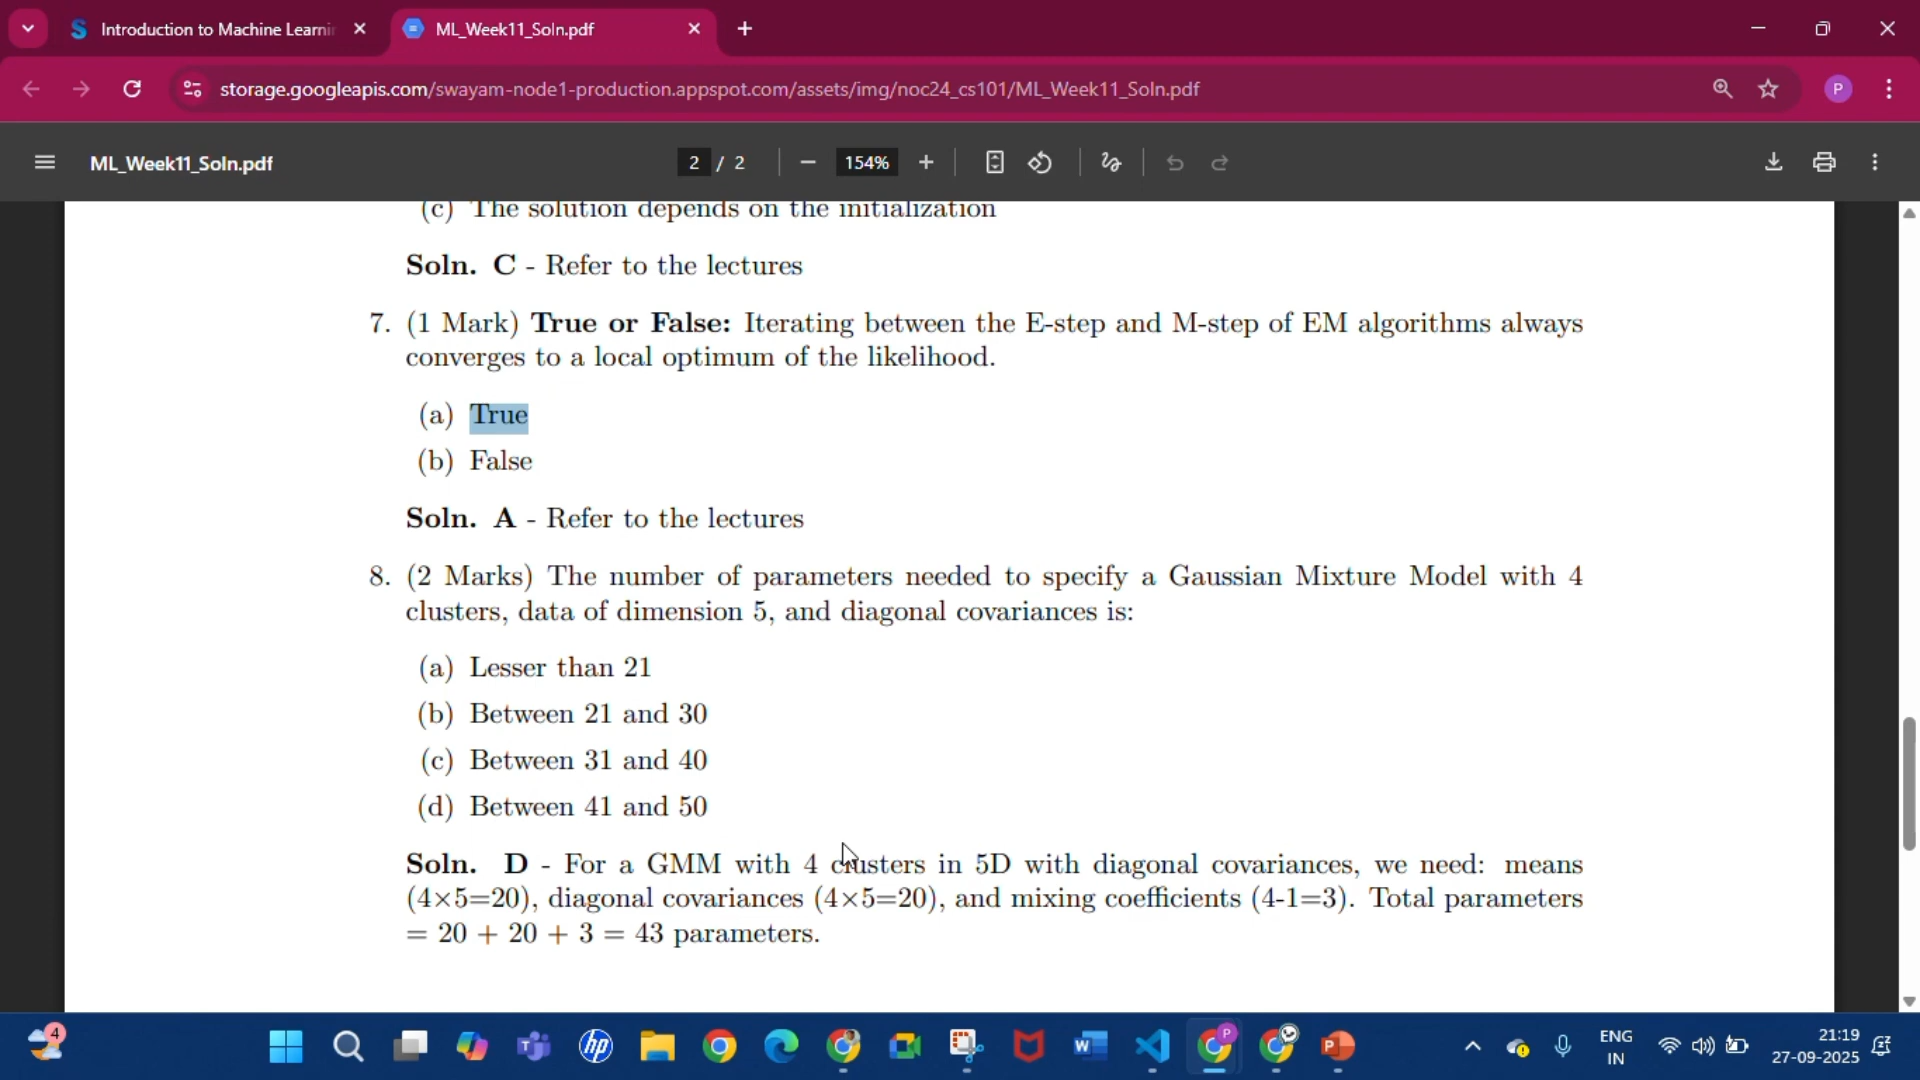 Introduction to Machine Learni
ML_Week11_Soln.pdf
storage.googleapis.com/swayam-node1-production.appspot.com/assets/img/noc24_cs101/ML_Week11_Soln.pdf
P
ML_Week11_Soln.pdf
2 / 2
154%
(c) The solution depends on the initialization
Soln. C - Refer to the lectures
7. (1 Mark) True or False: Iterating between the E-step and M-step of EM algorithms always
converges to a local optimum of the likelihood.
(a) True
(b) False
Soln. A - Refer to the lectures
8. (2 Marks) The number of parameters needed to specify a Gaussian Mixture Model with 4
clusters, data of dimension 5, and diagonal covariances is:
(a) Lesser than 21
(b) Between 21 and 30
(c) Between 31 and 40
(d) Between 41 and 50
Soln. D - For a GMM with 4 clusters in 5D with diagonal covariances, we need: means
(4×5=20), diagonal covariances (4×5=20), and mixing coefficients (4-1=3). Total parameters
= 20 + 20 + 3 = 43 parameters.
4
ENG
IN
21:19
27-09-2025